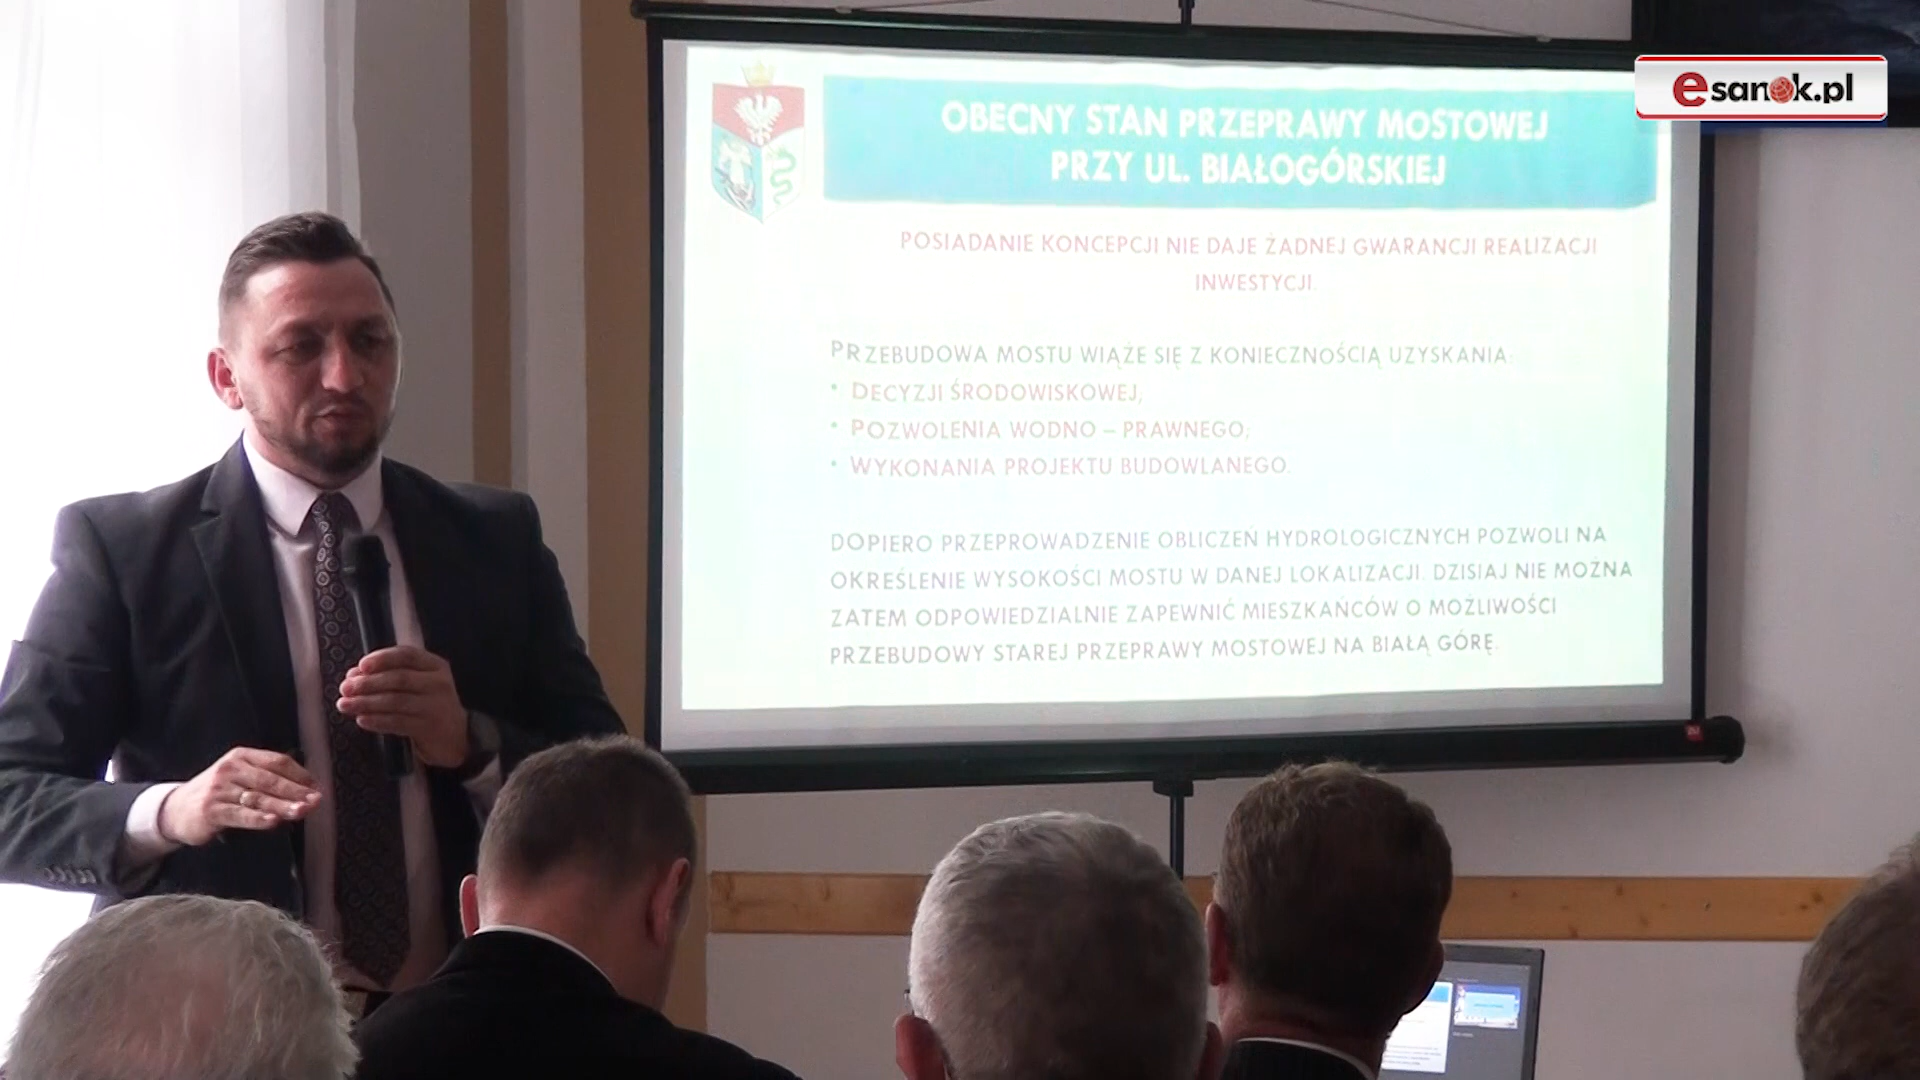 esanok.pl
OBECNY STAN PRZEPRAWY MOSTOWEJ
PRZY UL. BIAŁOGÓRSKIEJ
POSIADANIE KONCEPCJI NIE DAJE ŻADNEJ GWARANCJI REALIZACJI
INWESTYCJI.
PRZEBUDOWA MOSTU WIĄŻE SIĘ Z KONIECZNOŚCIĄ UZYSKANIA:
• DECYZJI ŚRODOWISKOWEJ;
• POZWOLENIA WODNO – PRAWNEGO;
• WYKONANIA PROJEKTU BUDOWLANEGO.
DOPIERO PRZEPROWADZENIE OBLICZEŃ HYDROLOGICZNYCH POZWOLI NA
OKREŚLENIE WYSOKOŚCI MOSTU W DANEJ LOKALIZACJI. DZISIAJ NIE MOŻNA
ZATEM ODPOWIEDZIALNIE ZAPEWNIĆ MIESZKAŃCÓW O MOŻLIWOŚCI
PRZEBUDOWY STAREJ PRZEPRAWY MOSTOWEJ NA BIAŁĄ GÓRĘ.